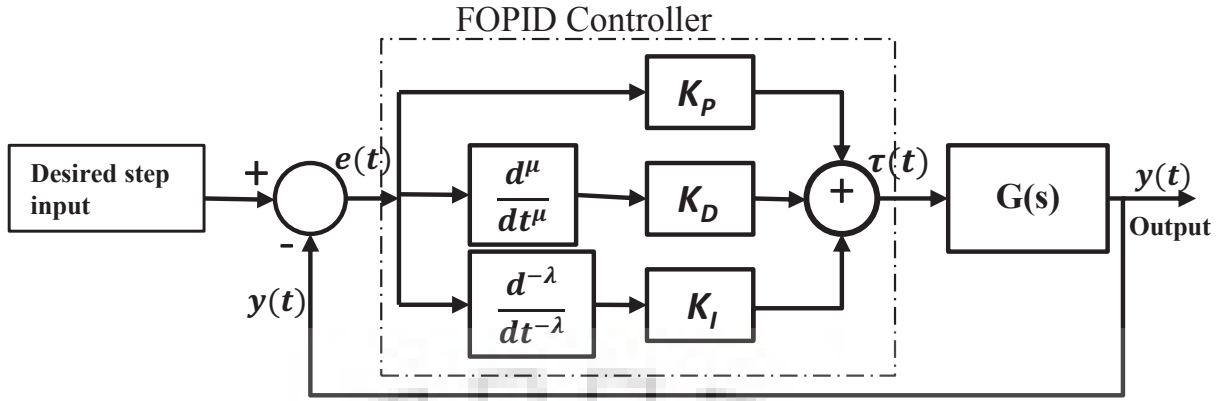 FOPID Controller
K_P
Desired step
input
+
e(t)
d^μ
dt^μ
K_D
+
τ(t)
G(s)
y(t)
Output
-
y(t)
d^{-λ}
dt^{-λ}
K_I